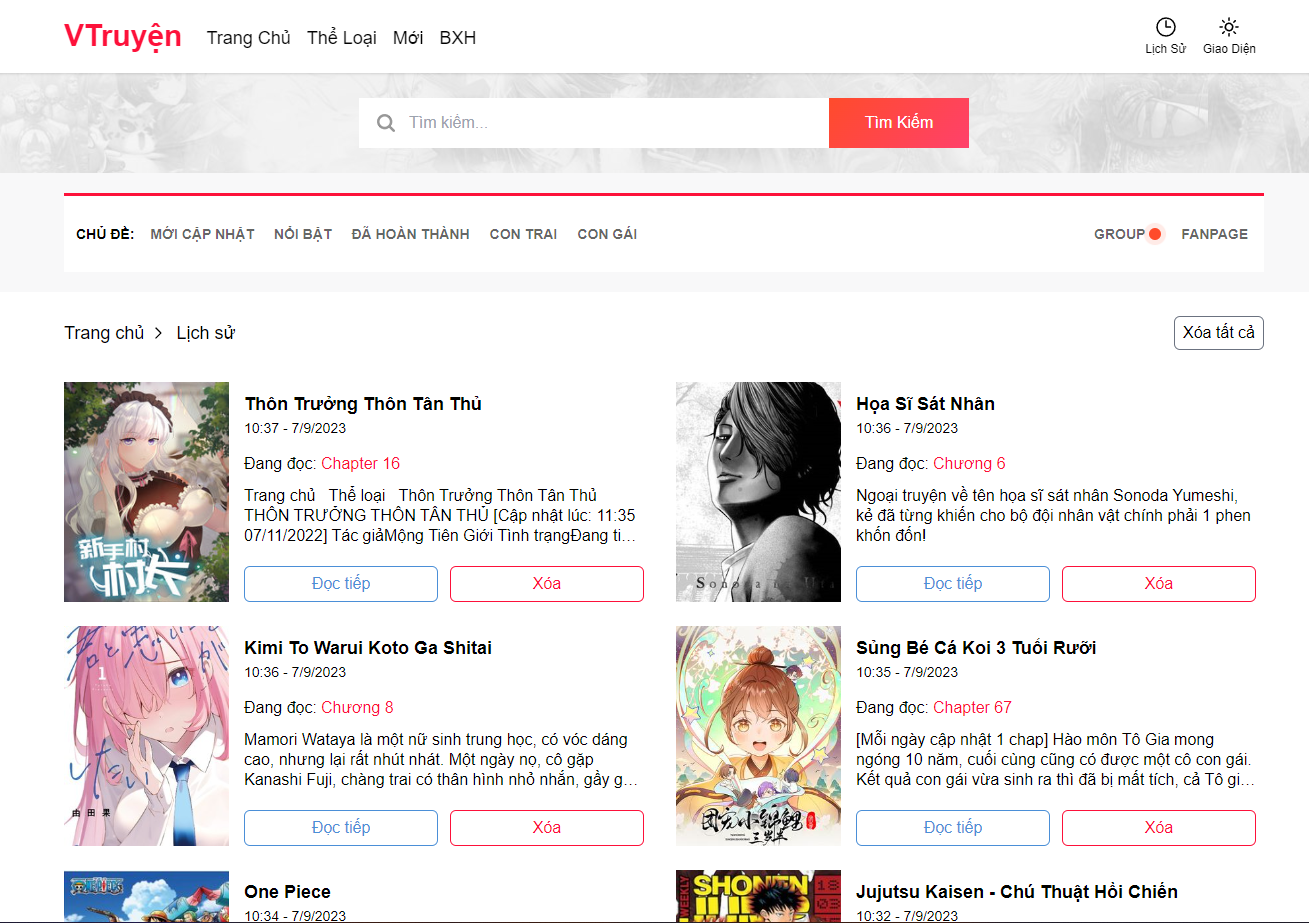 VTruyện
Trang Chủ Thể Loại Mới BXH
Lịch Sử
Giao Diện
Tìm kiếm...
Tìm Kiếm
CHỦ ĐỀ: MỚI CẬP NHẬT NỔI BẬT ĐÃ HOÀN THÀNH CON TRAI CON GÁI
GROUP FANPAGE
Trang chủ > Lịch sử
Xóa tất cả
新手村
村长
Thôn Trưởng Thôn Tân Thủ
10:37 - 7/9/2023
Đang đọc: Chapter 16
Trang chủ Thể loại Thôn Trưởng Thôn Tân Thủ
THÔN TRƯỞNG THÔN TÂN THỦ [Cập nhật lúc: 11:35
07/11/2022] Tác giảMộng Tiên Giới Tình trạngĐang ti...
Đọc tiếp
Xóa
Họa Sĩ Sát Nhân
10:36 - 7/9/2023
Đang đọc: Chương 6
Ngoại truyện về tên họa sĩ sát nhân Sonoda Yumeshi,
kẻ đã từng khiến cho bộ đội nhân vật chính phải 1 phen
khốn đốn!
Đọc tiếp
Xóa
1
由田果
Kimi To Warui Koto Ga Shitai
10:36 - 7/9/2023
Đang đọc: Chương 8
Mamori Wataya là một nữ sinh trung học, có vóc dáng
cao, nhưng lại rất nhút nhát. Một ngày nọ, cô gặp
Kanashi Fuji, chàng trai có thân hình nhỏ nhắn, gầy g...
Đọc tiếp
Xóa
团宠小锦鲤
三岁半
Sủng Bé Cá Koi 3 Tuổi Rưỡi
10:35 - 7/9/2023
Đang đọc: Chapter 67
[Mỗi ngày cập nhật 1 chap] Hào môn Tô Gia mong
ngóng 10 năm, cuối cùng cũng có được một cô con gái.
Kết quả con gái vừa sinh ra thì đã bị mất tích, cả Tô gi...
Đọc tiếp
Xóa
ONE PIECE
One Piece
10:34 - 7/9/2023
WEEKLY
SHONEN
Jujutsu Kaisen - Chú Thuật Hồi Chiến
10:32 - 7/9/2023